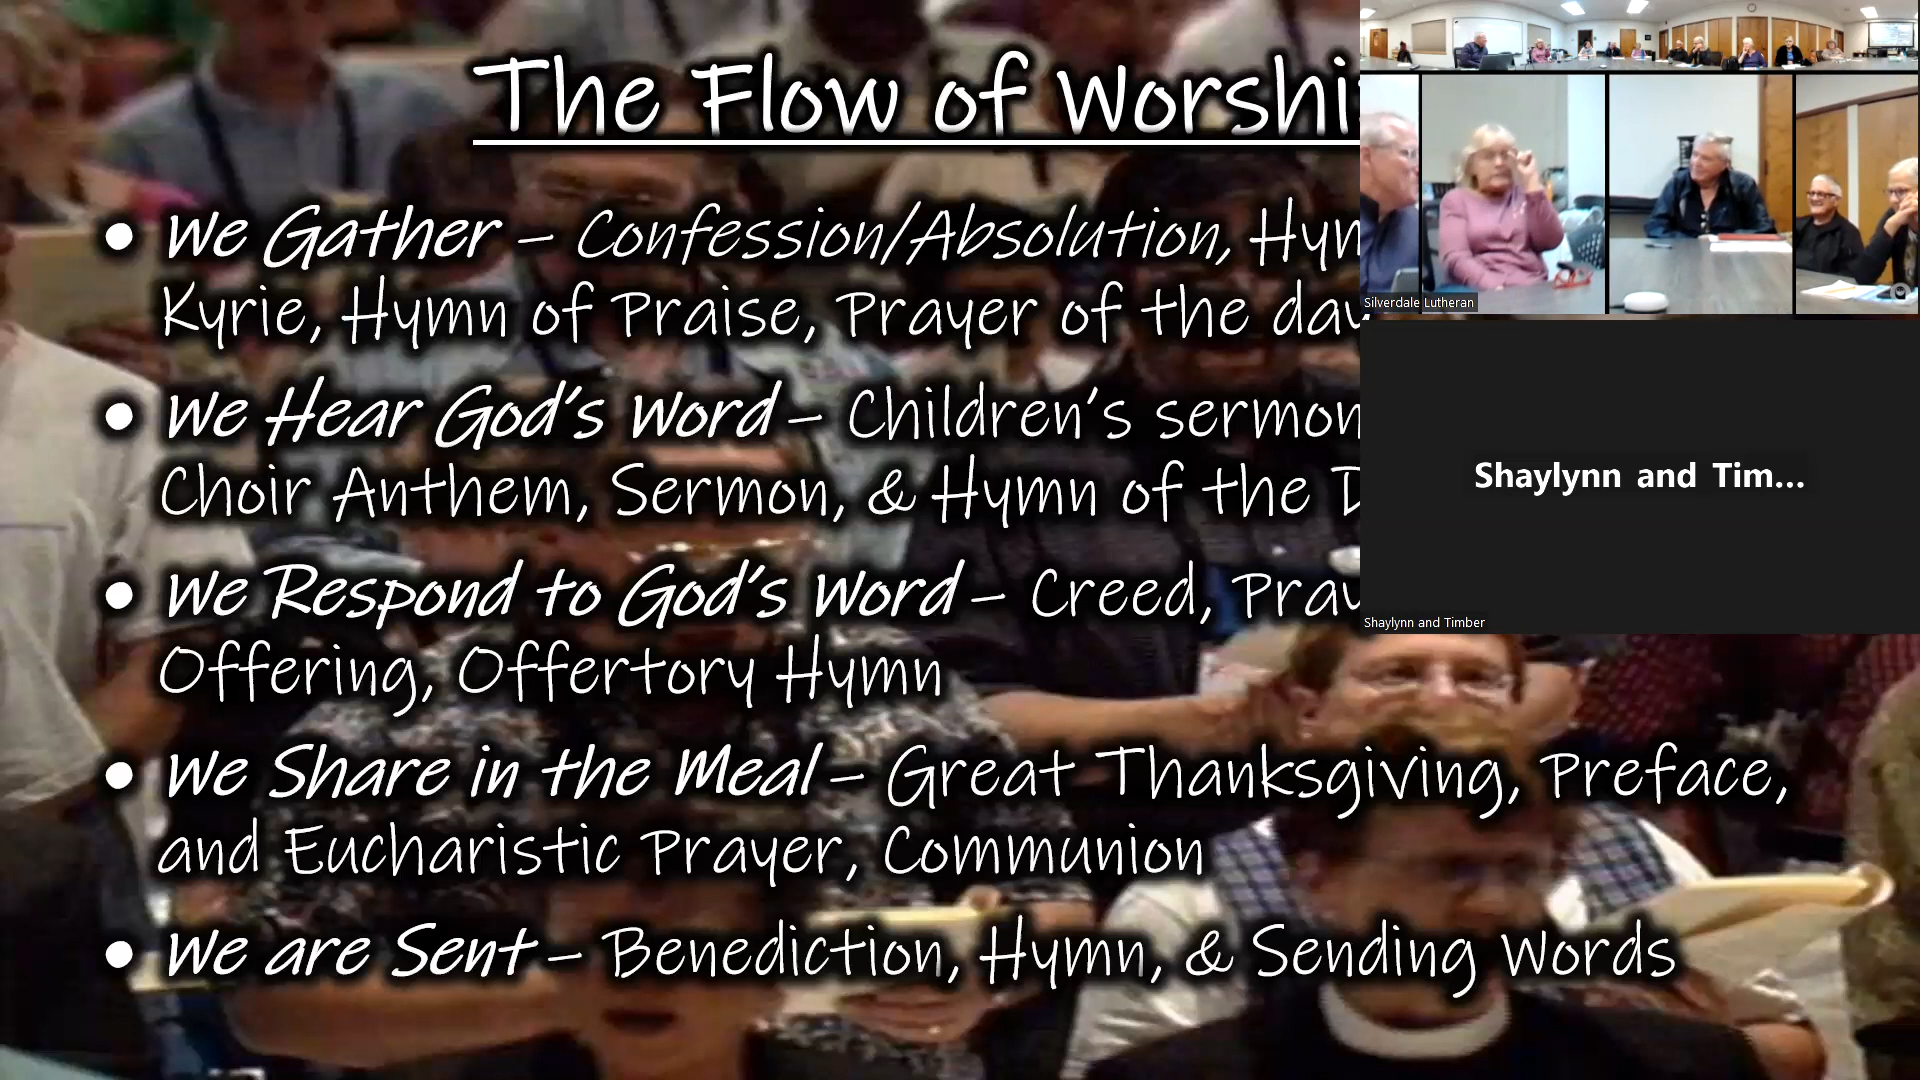 The Flow of Worshi
• We Gather – Confession/Absolution, Hym
Kyrie, Hymn of Praise, Prayer of the day
• We Hear God's Word – Children's sermon
Choir Anthem, Sermon, & Hymn of the D
• We Respond to God's Word – Creed, Pray
Offering, Offertory Hymn
• We Share in the Meal – Great Thanksgiving, Preface,
and Eucharistic Prayer, Communion
• We are Sent – Benediction, Hymn, & Sending Words
Silverdale Lutheran
Shaylynn and Tim...
Shaylynn and Timber